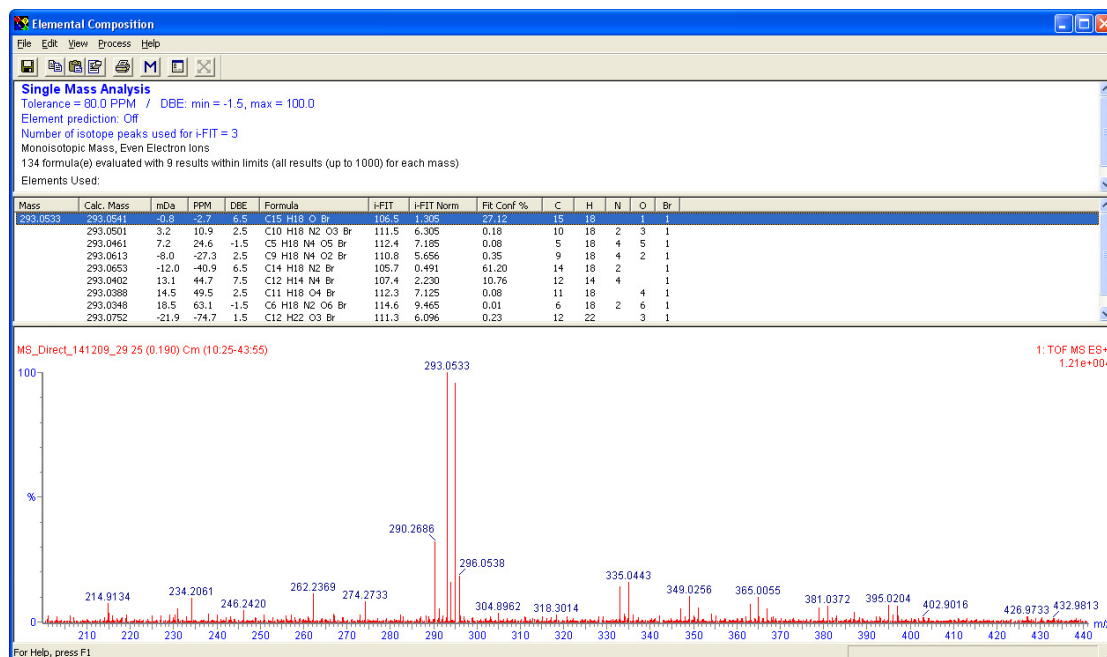 Elemental Composition
File Edit View Process Help
M
Single Mass Analysis
Tolerance = 80.0 PPM / DBE: min = -1.5, max = 100.0
Element prediction: Off
Number of isotope peaks used for i-FIT = 3
Monoisotopic Mass, Even Electron Ions
134 formula(e) evaluated with 9 results within limits (all results (up to 1000) for each mass)
Elements Used:
Mass Calc. Mass mDa PPM DBE Formula i-FIT i-FIT Norm Fit Conf % C H N O Br
293.0533 293.0541 -0.8 -2.7 6.5 C15 H18 O Br 106.5 1.305 27.12 15 18 1 1
293.0501 3.2 10.9 2.5 C10 H18 N2 O3 Br 111.5 6.305 0.18 10 18 2 3 1
293.0461 7.2 24.6 -1.5 C5 H18 N4 O5 Br 112.4 7.185 0.08 5 18 4 5 1
293.0613 -8.0 -27.3 2.5 C9 H18 N4 O2 Br 110.8 5.656 0.35 9 18 4 2 1
293.0653 -12.0 -40.9 6.5 C14 H18 N2 Br 105.7 0.491 61.20 14 18 2 1
293.0402 13.1 44.7 7.5 C12 H14 N4 Br 107.4 2.230 10.76 12 14 4 1
293.0388 14.5 49.5 2.5 C11 H18 O4 Br 112.3 7.125 0.08 11 18 4 1
293.0348 18.5 63.1 -1.5 C6 H18 N2 O6 Br 114.6 9.465 0.01 6 18 2 6 1
293.0752 -21.9 -74.7 1.5 C12 H22 O3 Br 111.3 6.096 0.23 12 22 3 1
MS_Direct_141209_29 25 (0.190) Cm (10:25-43:55) 1: TOF MS ES+
1.21e+004
100
293.0533
%
290.2686
296.0538
335.0443
214.9134 234.2061 246.2420 262.2369 274.2733 304.8962 318.3014 349.0256 365.0055 381.0372 395.0204 402.9016 426.9733 432.9813
0
m/z
210 220 230 240 250 260 270 280 290 300 310 320 330 340 350 360 370 380 390 400 410 420 430 440
For Help, press F1